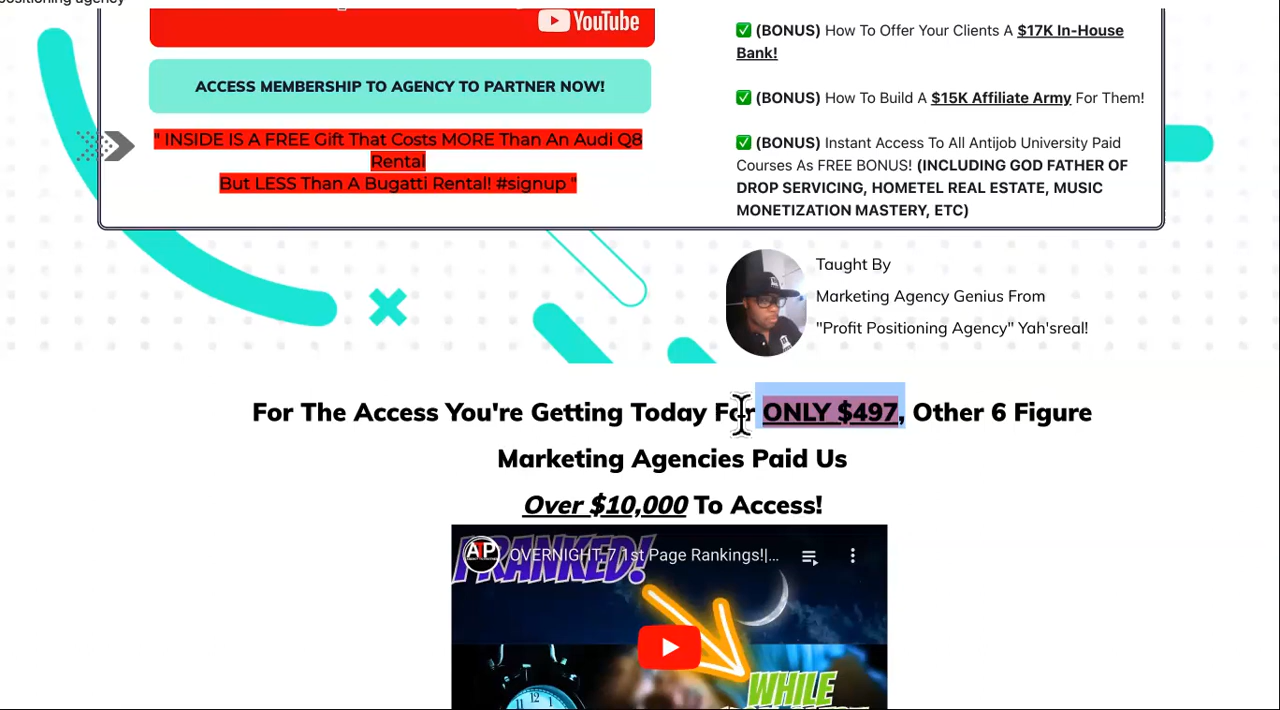 positioning agency
YouTube
ACCESS MEMBERSHIP TO AGENCY TO PARTNER NOW!
" INSIDE IS A FREE Gift That Costs MORE Than An Audi Q8
Rental
But LESS Than A Bugatti Rental! #signup "
✅ (BONUS) How To Offer Your Clients A $17K In-House
Bank!
✅ (BONUS) How To Build A $15K Affiliate Army For Them!
✅ (BONUS) Instant Access To All Antijob University Paid
Courses As FREE BONUS! (INCLUDING GOD FATHER OF
DROP SERVICING, HOMETEL REAL ESTATE, MUSIC
MONETIZATION MASTERY, ETC)
Taught By
Marketing Agency Genius From
"Profit Positioning Agency" Yah'sreal!
For The Access You're Getting Today For ONLY $497, Other 6 Figure
Marketing Agencies Paid Us
Over $10,000 To Access!
ATP
OVERNIGHT 7 1st Page Rankings!|...
RANKED!
12
WHILE